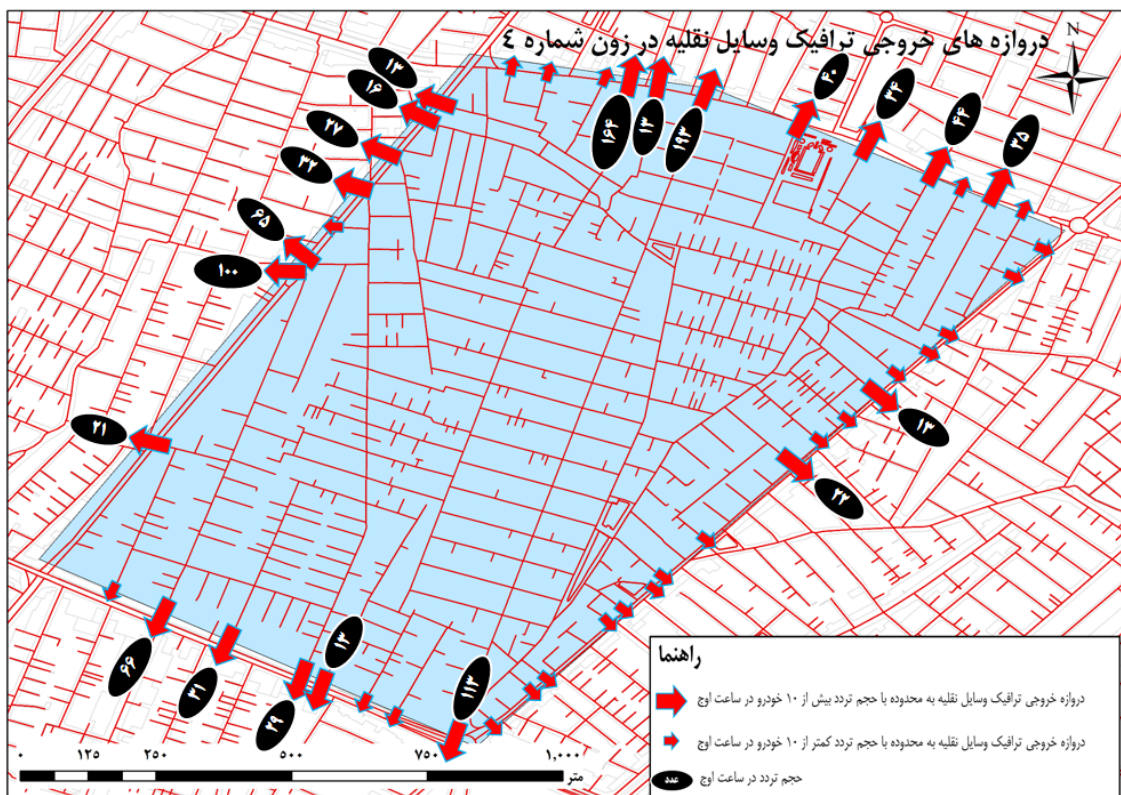 دروازه های خروجی ترافیک وسایل نقلیه در زون شماره ٤
N
۱۳
۱۶
۲۷
۳۲
۶۵
۱۰۰
۲۱
۱۶۴
۱۳
۱۹۳
۴۰
۳۴
۴۴
۳۵
۱۳
۲۲
۶۶
۳۱
۲۹
۱۳
۱۱۳
راهنما
دروازه خروجی ترافیک وسایل نقلیه به محدوده با حجم تردد بیش از ۱۰ خودرو در ساعت اوج
دروازه خروجی ترافیک وسایل نقلیه به محدوده با حجم تردد کمتر از ۱۰ خودرو در ساعت اوج
عدد حجم تردد در ساعت اوج
۰ ۱۲۵ ۲۵۰ ۵۰۰ ۷۵۰ ۱,۰۰۰
متر